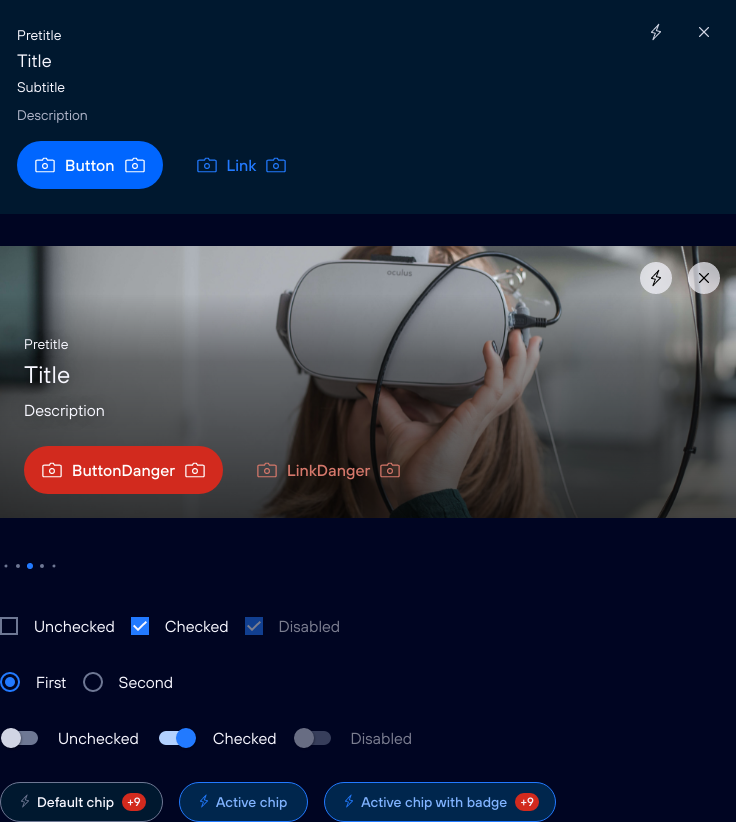 Pretitle
Title
Subtitle
Description
Button Link
oculus
Pretitle
Title
Description
ButtonDanger LinkDanger
Unchecked Checked Disabled
First Second
Unchecked Checked Disabled
Default chip +9 Active chip Active chip with badge +9